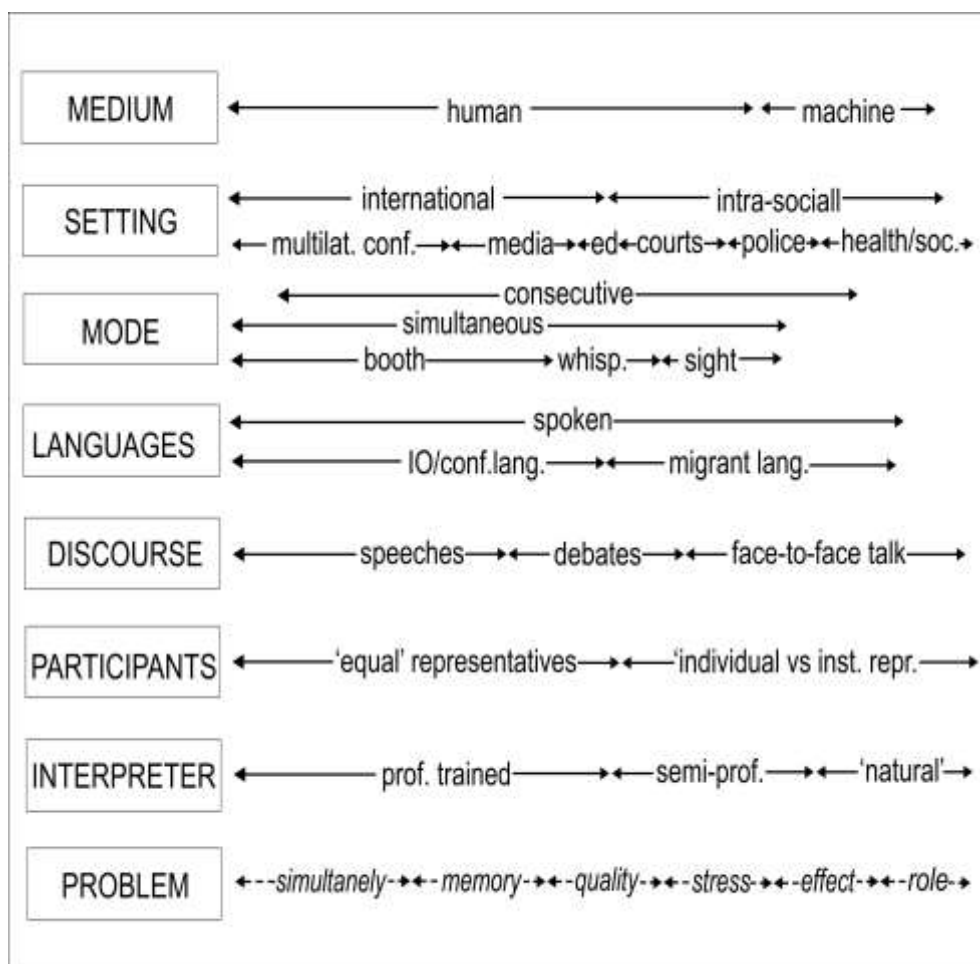 MEDIUM
human machine
SETTING
international intra-sociall
multilat. conf. media ed courts police health/soc.
MODE
consecutive
simultaneous
booth whisp. sight
LANGUAGES
spoken
IO/conf.lang. migrant lang.
DISCOURSE
speeches debates face-to-face talk
PARTICIPANTS
‘equal’ representatives ‘individual vs inst. repr.
INTERPRETER
prof. trained semi-prof. ‘natural’
PROBLEM
simultanely memory quality stress effect role